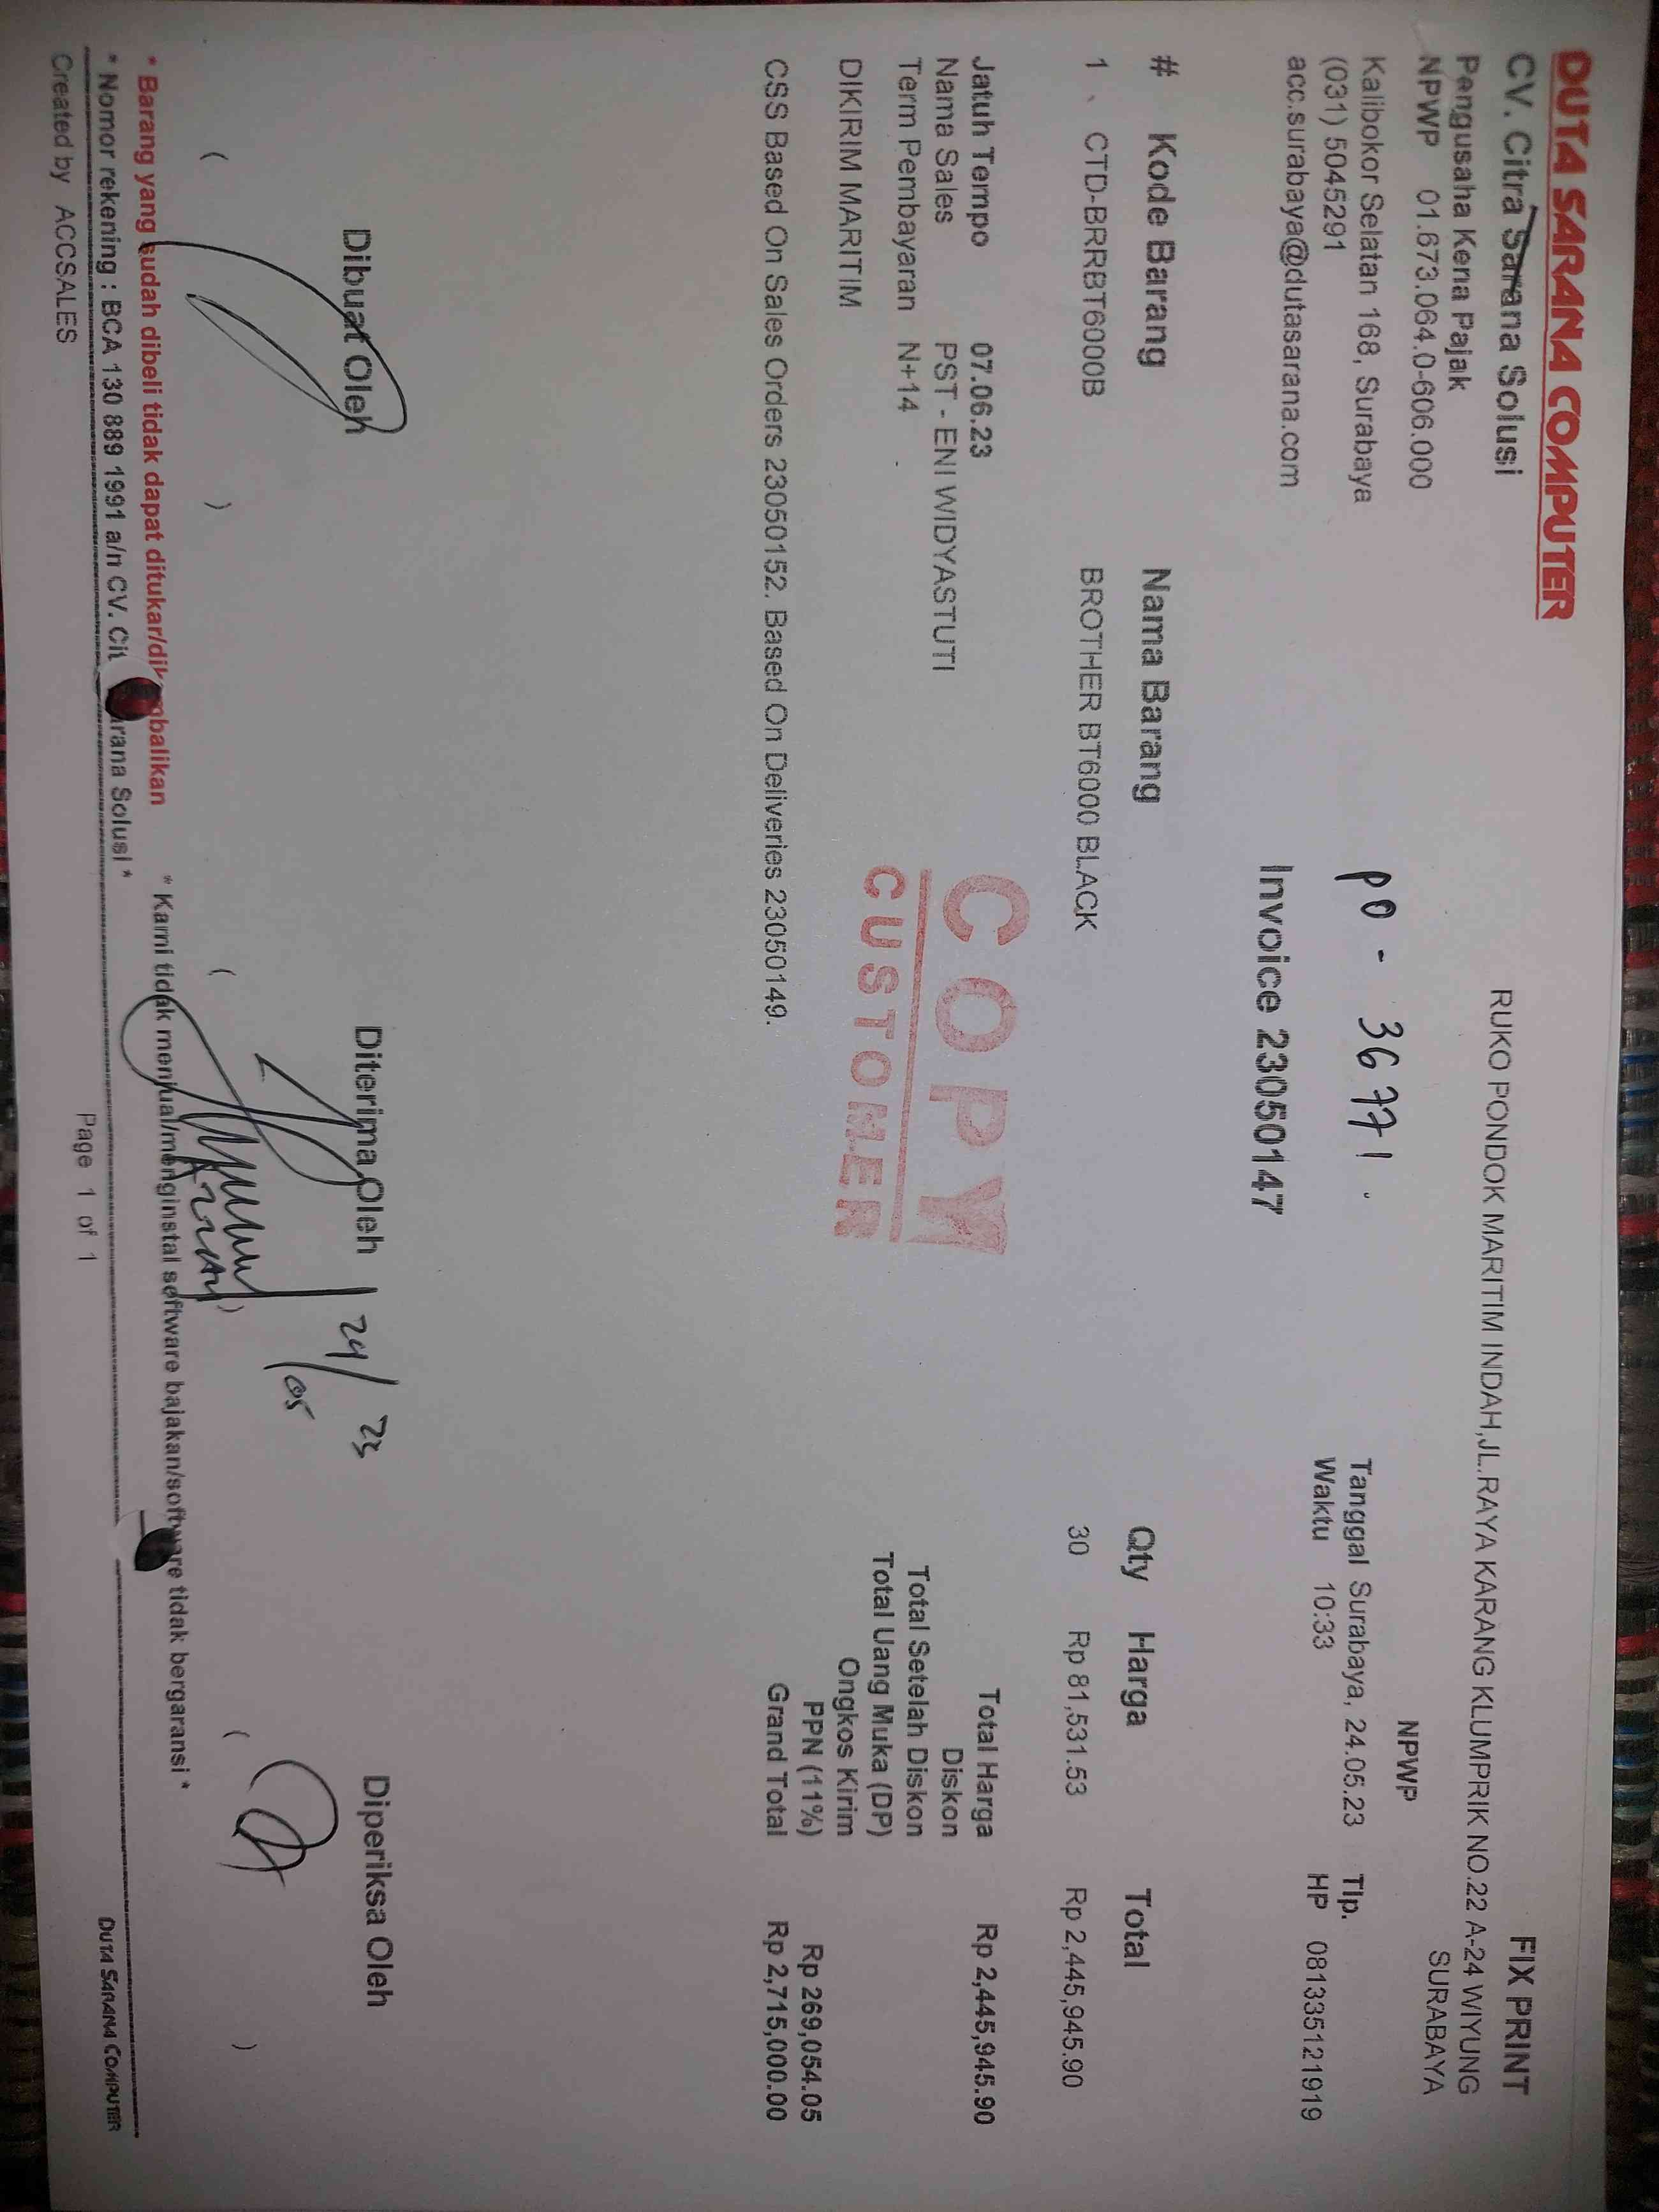 DUTA SARANA COMPUTER
CV. Citra Sarana Solusi
Pengusaha Kena Pajak
NPWP 01.673.064.0-606.000
Kalibokor Selatan 168, Surabaya
(031) 5045291
acc.surabaya@dutasarana.com
FIX PRINT
RUKO PONDOK MARITIM INDAH,JL.RAYA KARANG KLUMPRIK NO.22 A-24 WIYUNG
SURABAYA
NPWP
PO - 3677!
Tanggal Surabaya, 24.05.23 Tlp.
Waktu 10:33 HP 081335121919
Invoice 23050147
# Kode Barang Nama Barang Qty Harga Total
1 CTD-BRRBT6000B BROTHER BT6000 BLACK 30 Rp 81,531.53 Rp 2,445,945.90
COPY
CUSTOMER
Jatuh Tempo 07.06.23
Nama Sales PST - ENI WIDYASTUTI
Term Pembayaran N+14
DIKIRIM MARITIM
CSS Based On Sales Orders 23050152. Based On Deliveries 23050149.
Total Harga Rp 2,445,945.90
Diskon
Total Setelah Diskon
Total Uang Muka (DP)
Ongkos Kirim
PPN (11%) Rp 269,054.05
Grand Total Rp 2,715,000.00
Dibuat Oleh Diterima Oleh Diperiksa Oleh
24/05 23
( ) ( ) ( )
* Barang yang sudah dibeli tidak dapat ditukar/dikembalikan * Kami tidak menjual/menginstal software bajakan/software tidak bergaransi *
* Nomor rekening : BCA 130 889 1991 a/n CV. Citra Sarana Solusi *
Created by ACCSALES Page 1 of 1 DUTA SARANA COMPUTER